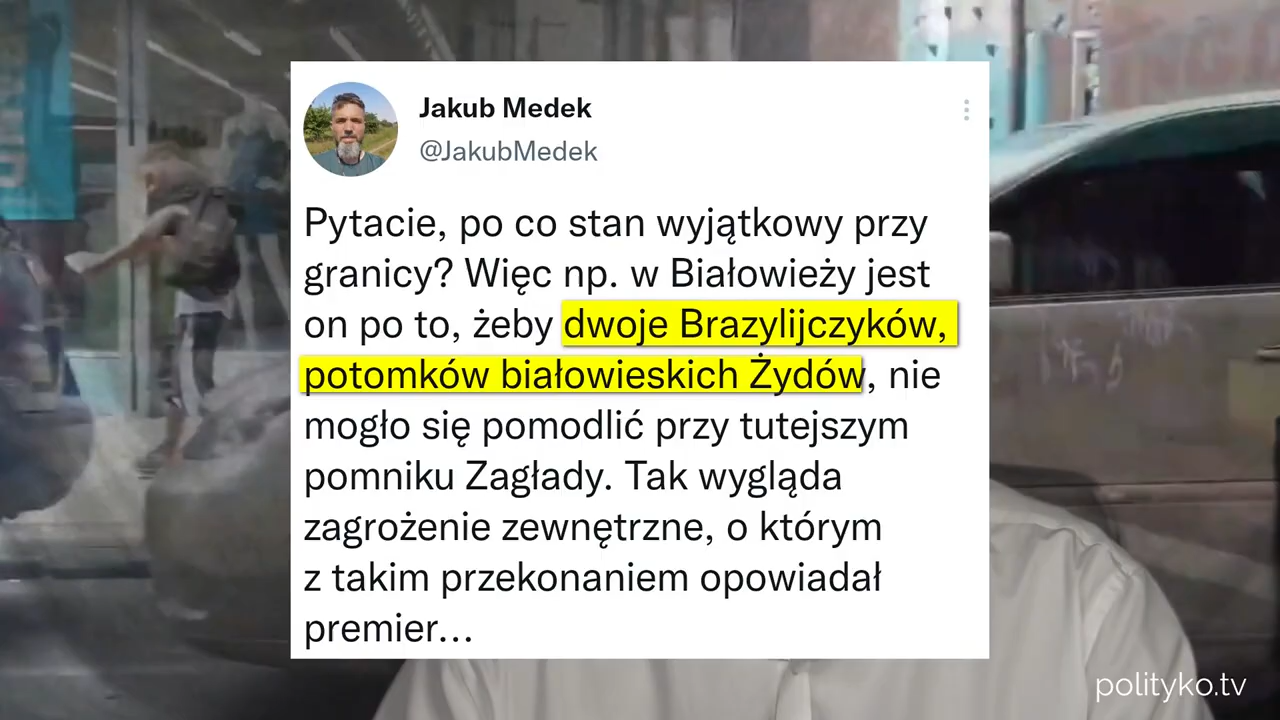 Jakub Medek
@JakubMedek
Pytacie, po co stan wyjątkowy przy
granicy? Więc np. w Białowieży jest
on po to, żeby dwoje Brazylijczyków,
potomków białowieskich Żydów, nie
mogło się pomodlić przy tutejszym
pomniku Zagłady. Tak wygląda
zagrożenie zewnętrzne, o którym
z takim przekonaniem opowiadał
premier...
polityko.tv